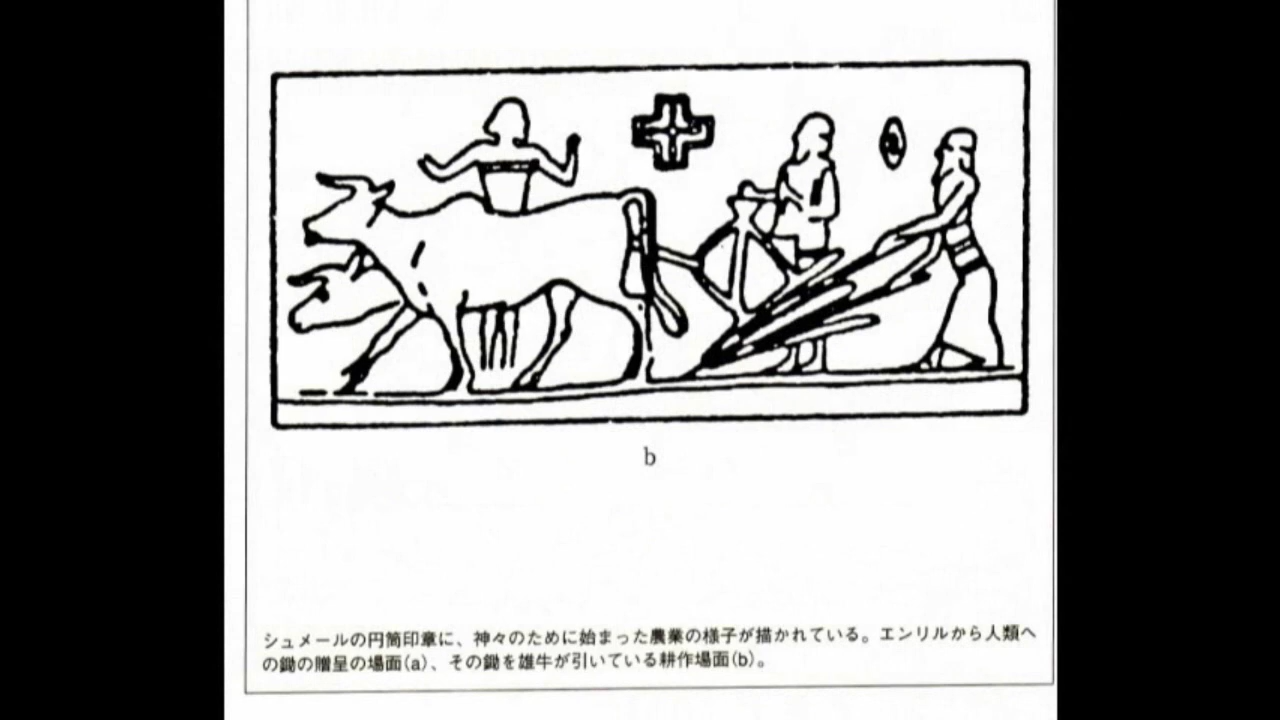 b
シュメールの円筒印章に、神々のために始まった農業の様子が描かれている。エンリルから人類へ
の鋤の贈呈の場面(a)、その鋤を雄牛が引いている耕作場面(b)。